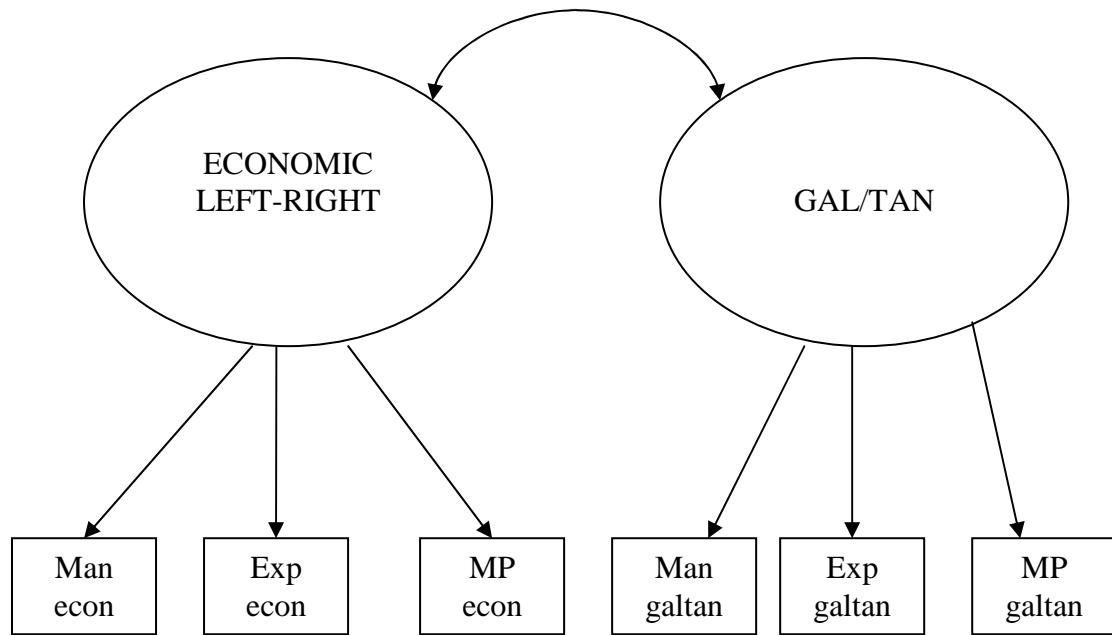 ECONOMIC
LEFT-RIGHT
GAL/TAN
Man
econ
Exp
econ
MP
econ
Man
galtan
Exp
galtan
MP
galtan